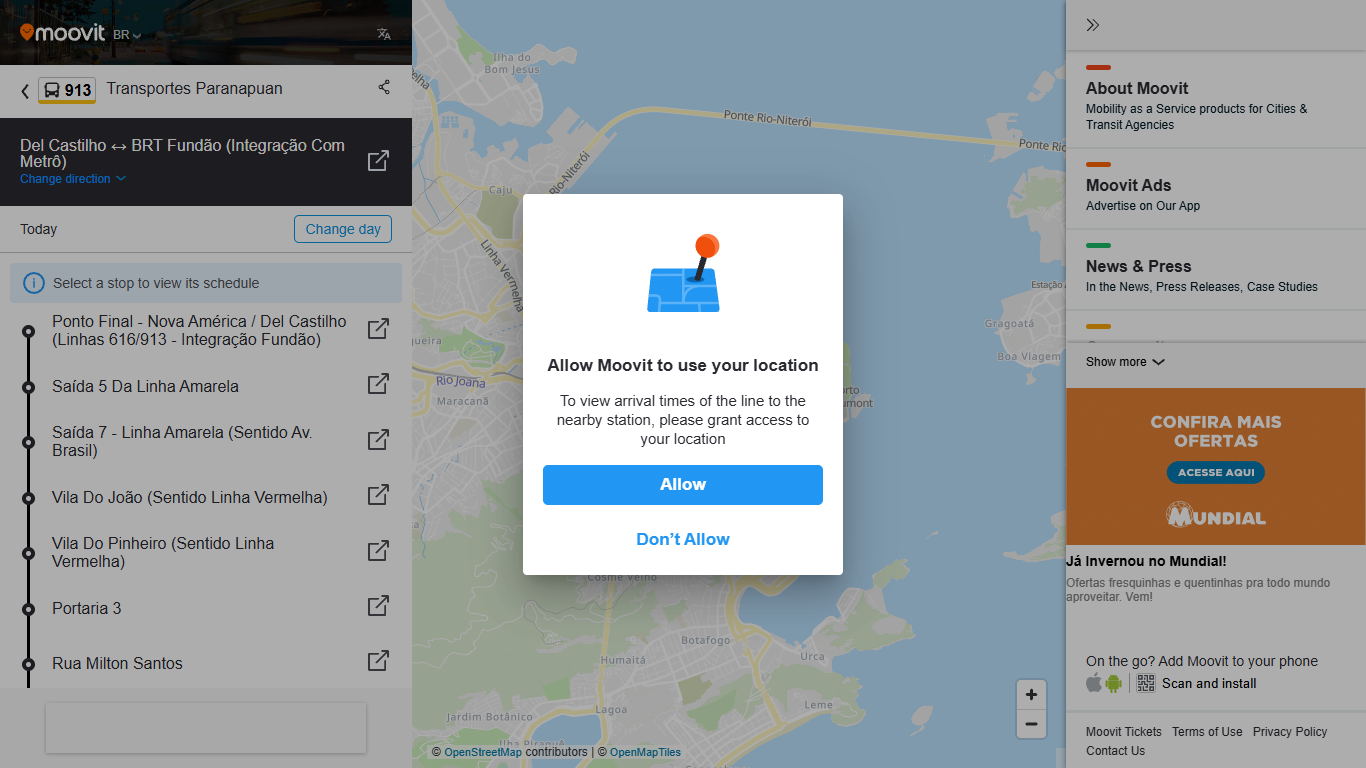 moovit BR
913 Transportes Paranapuan
Del Castilho ↔ BRT Fundão (Integração Com
Metrô)
Change direction
Today
Change day
Select a stop to view its schedule
Ponto Final - Nova América / Del Castilho
(Linhas 616/913 - Integração Fundão)
Saída 5 Da Linha Amarela
Saída 7 - Linha Amarela (Sentido Av.
Brasil)
Vila Do João (Sentido Linha Vermelha)
Vila Do Pinheiro (Sentido Linha
Vermelha)
Portaria 3
Rua Milton Santos
Ilha do
Bom Jesus
Ponte Rio-Niterói
Caju
Linha Vermelha
Rio Joana
Maracanã
Gragoatá
Boa Viagem
Cosme Velho
Botafogo
Humaitá
Urca
Lagoa
Leme
Jardim Botânico
© OpenStreetMap contributors | © OpenMapTiles
Allow Moovit to use your location
To view arrival times of the line to the
nearby station, please grant access to
your location
Allow
Don’t Allow
+
−
About Moovit
Mobility as a Service products for Cities &
Transit Agencies
Moovit Ads
Advertise on Our App
News & Press
In the News, Press Releases, Case Studies
Show more
CONFIRA MAIS
OFERTAS
ACESSE AQUI
MUNDIAL
Já Invernou no Mundial!
Ofertas fresquinhas e quentinhas pra todo mundo
aproveitar. Vem!
On the go? Add Moovit to your phone
Scan and install
Moovit Tickets Terms of Use Privacy Policy
Contact Us